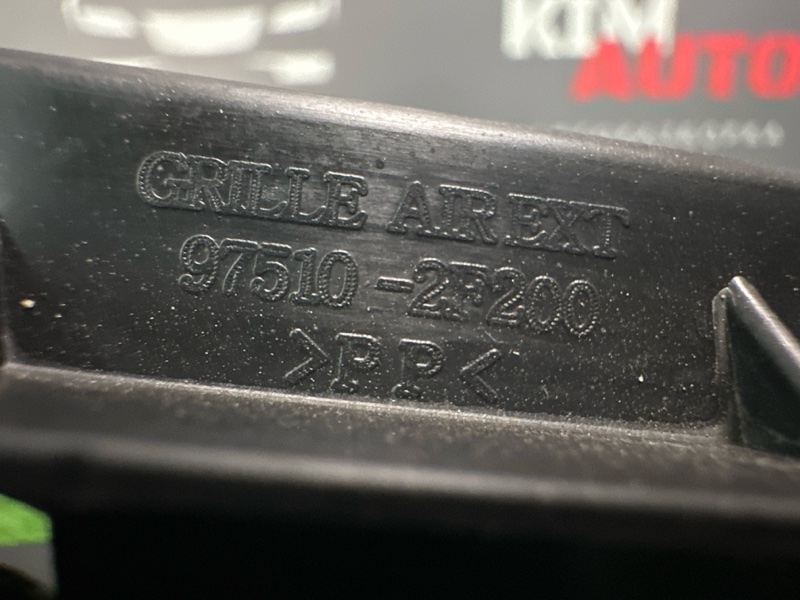 KIM
AUTO
GRILLE AIR EXT
97510-2F200
>PP<